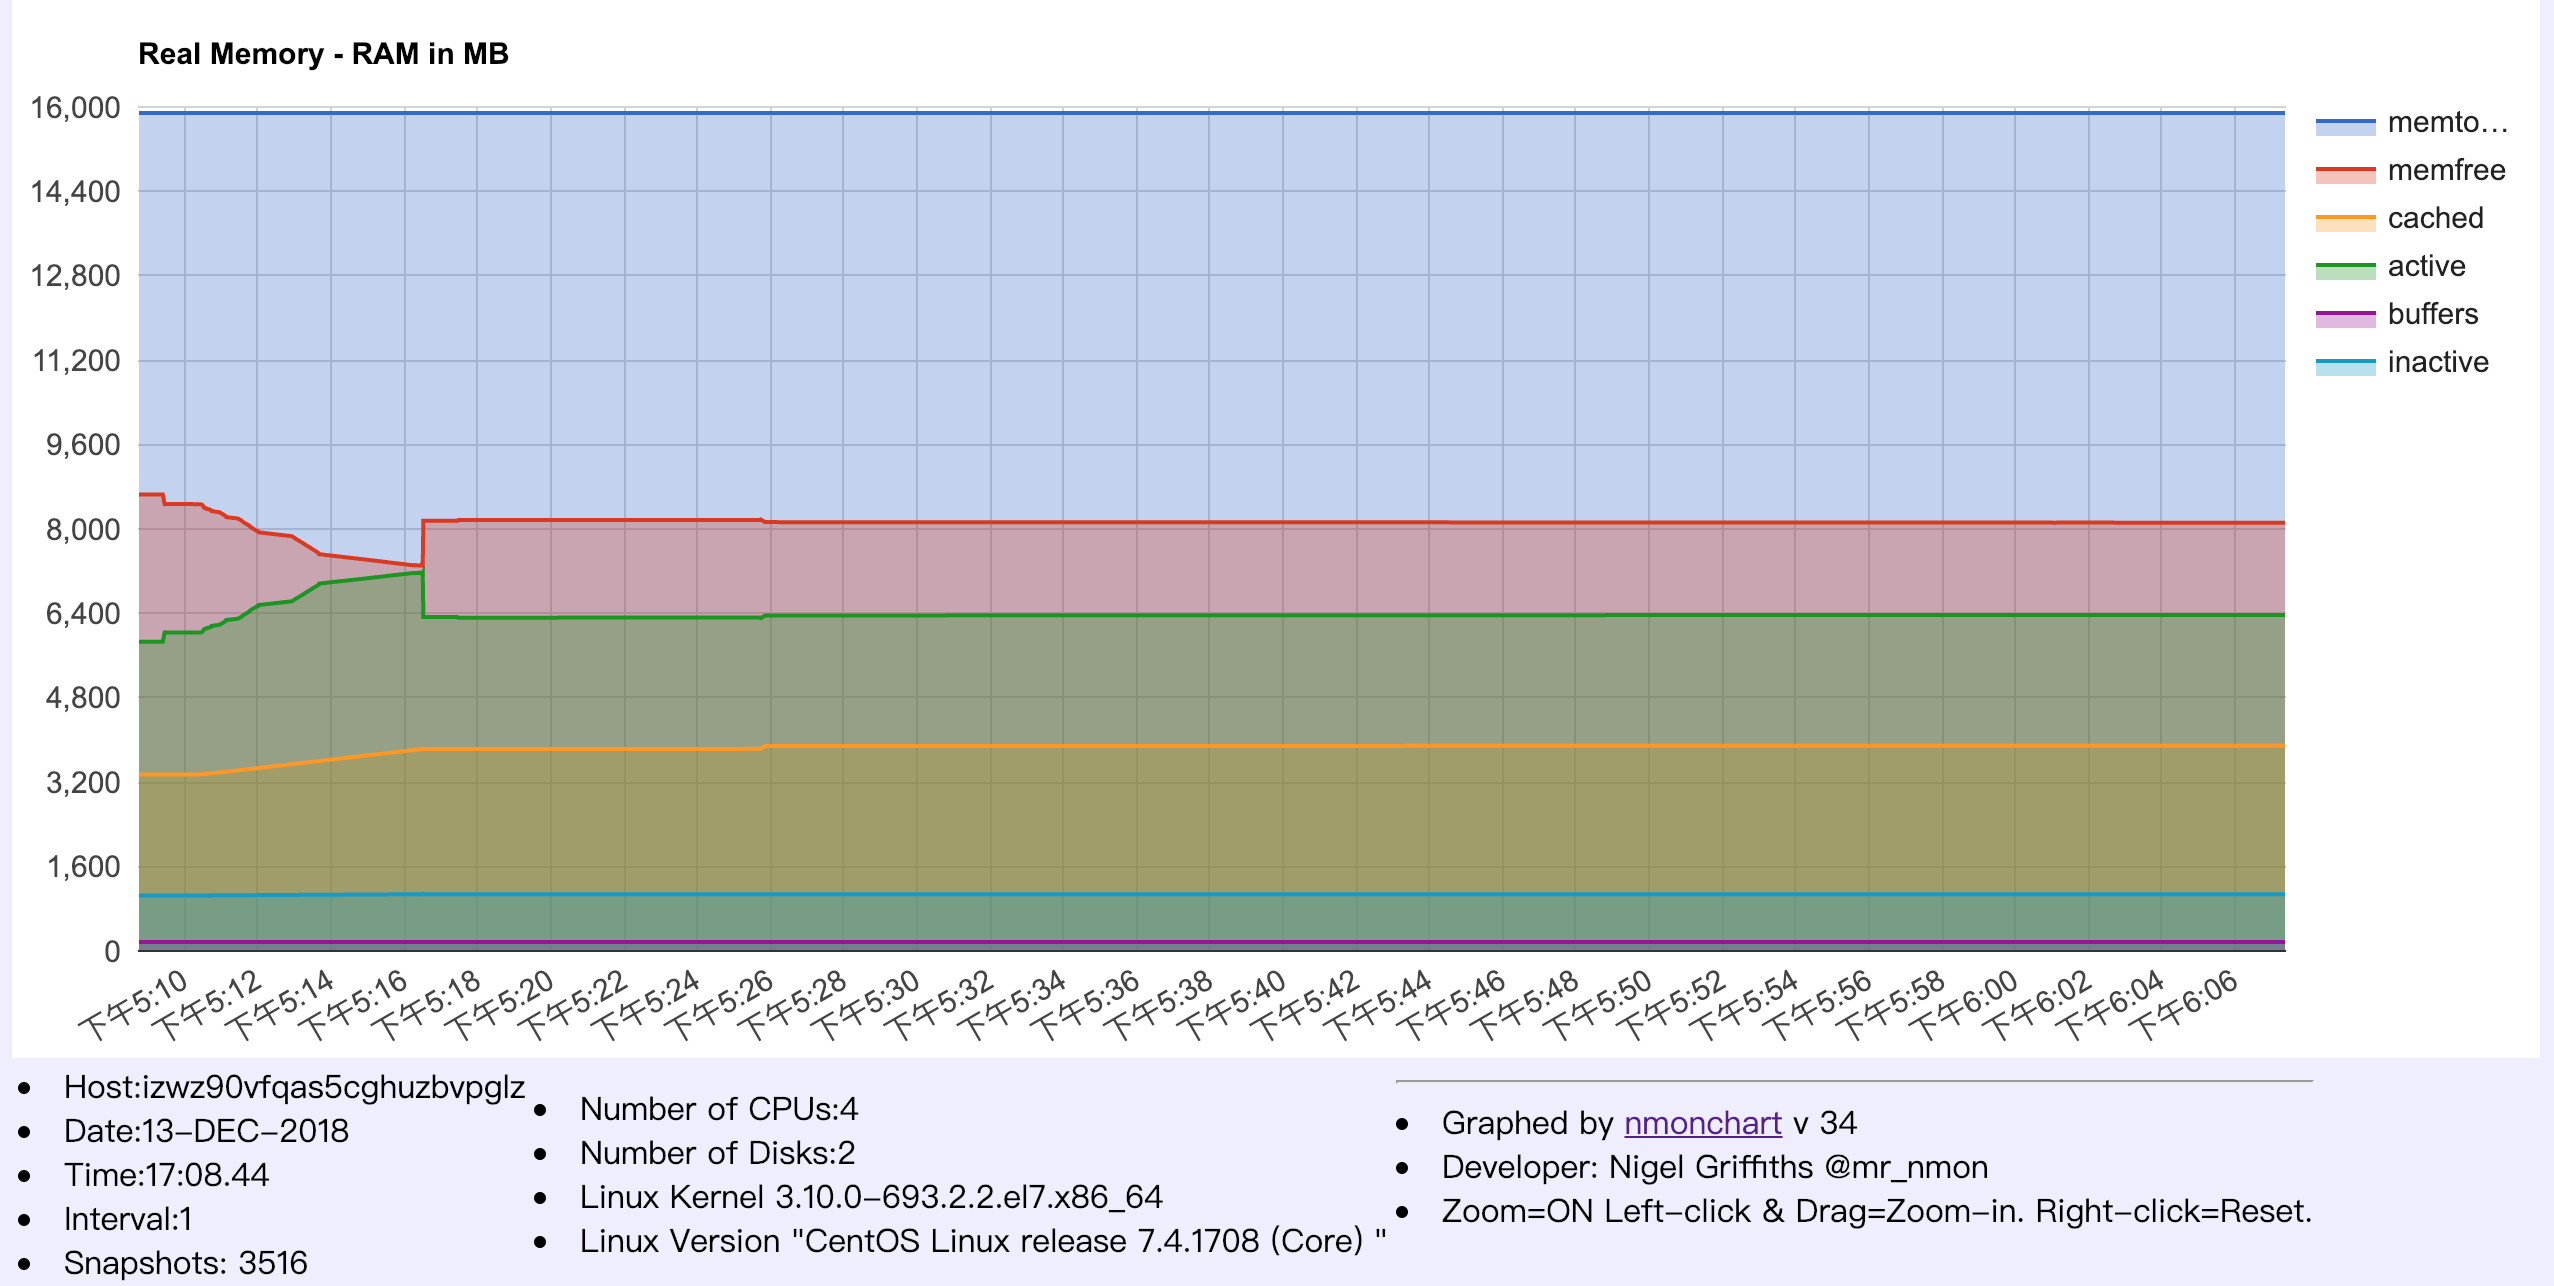 Real Memory - RAM in MB
16,000
14,400
12,800
11,200
9,600
8,000
6,400
4,800
3,200
1,600
0
memto…
memfree
cached
active
buffers
inactive
下午5:10
下午5:12
下午5:14
下午5:16
下午5:18
下午5:20
下午5:22
下午5:24
下午5:26
下午5:28
下午5:30
下午5:32
下午5:34
下午5:36
下午5:38
下午5:40
下午5:42
下午5:44
下午5:46
下午5:48
下午5:50
下午5:52
下午5:54
下午5:56
下午5:58
下午6:00
下午6:02
下午6:04
下午6:06
Host:izwz90vfqas5cghuzbvpglz
Date:13-DEC-2018
Time:17:08.44
Interval:1
Snapshots: 3516
Number of CPUs:4
Number of Disks:2
Linux Kernel 3.10.0-693.2.2.el7.x86_64
Linux Version "CentOS Linux release 7.4.1708 (Core) "
Graphed by nmonchart v 34
Developer: Nigel Griffiths @mr_nmon
Zoom=ON Left-click & Drag=Zoom-in. Right-click=Reset.